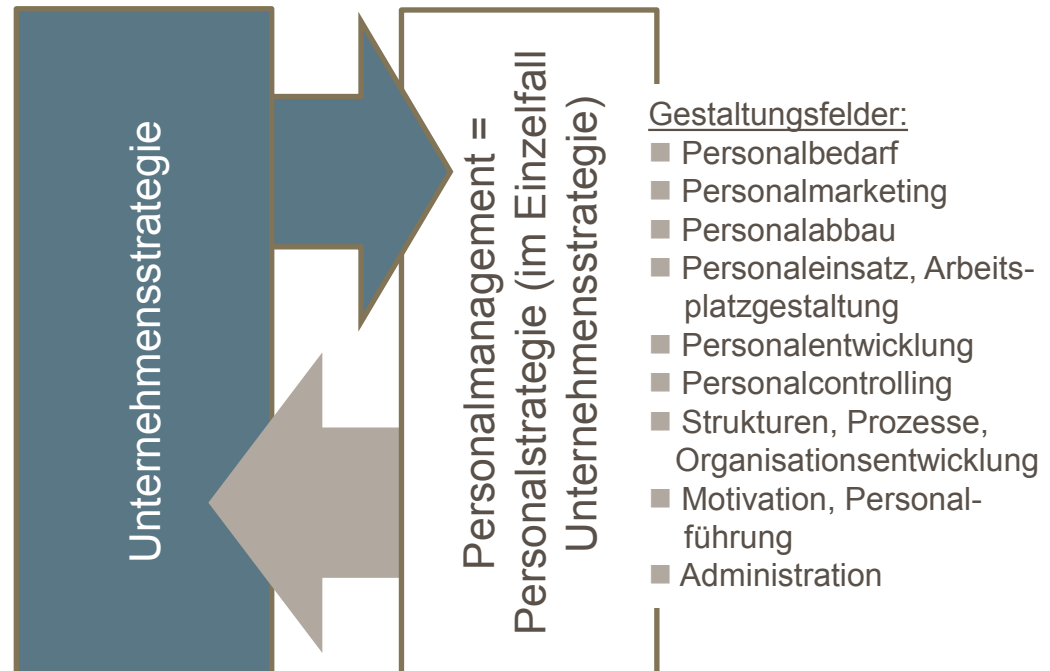 Unternehmensstrategie
Personalmanagement =
Personalstrategie (im Einzelfall
Unternehmensstrategie)
Gestaltungsfelder:
■ Personalbedarf
■ Personalmarketing
■ Personalabbau
■ Personaleinsatz, Arbeits-
platzgestaltung
■ Personalentwicklung
■ Personalcontrolling
■ Strukturen, Prozesse,
Organisationsentwicklung
■ Motivation, Personal-
führung
■ Administration